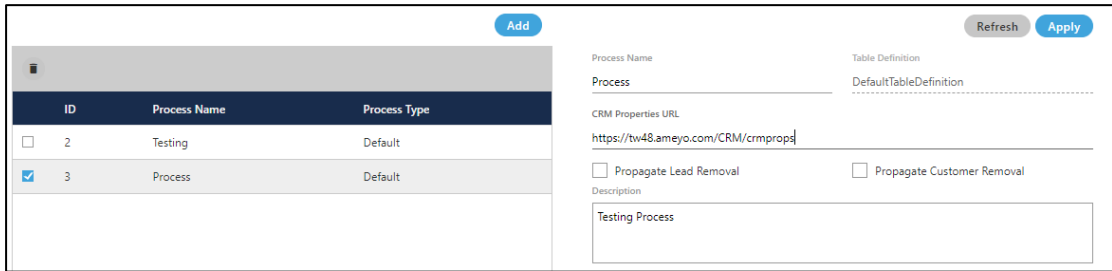 Add
ID Process Name Process Type
2 Testing Default
3 Process Default
Refresh Apply
Process Name Table Definition
Process DefaultTableDefinition
CRM Properties URL
https://tw48.ameyo.com/CRM/crmprops
Propagate Lead Removal Propagate Customer Removal
Description
Testing Process